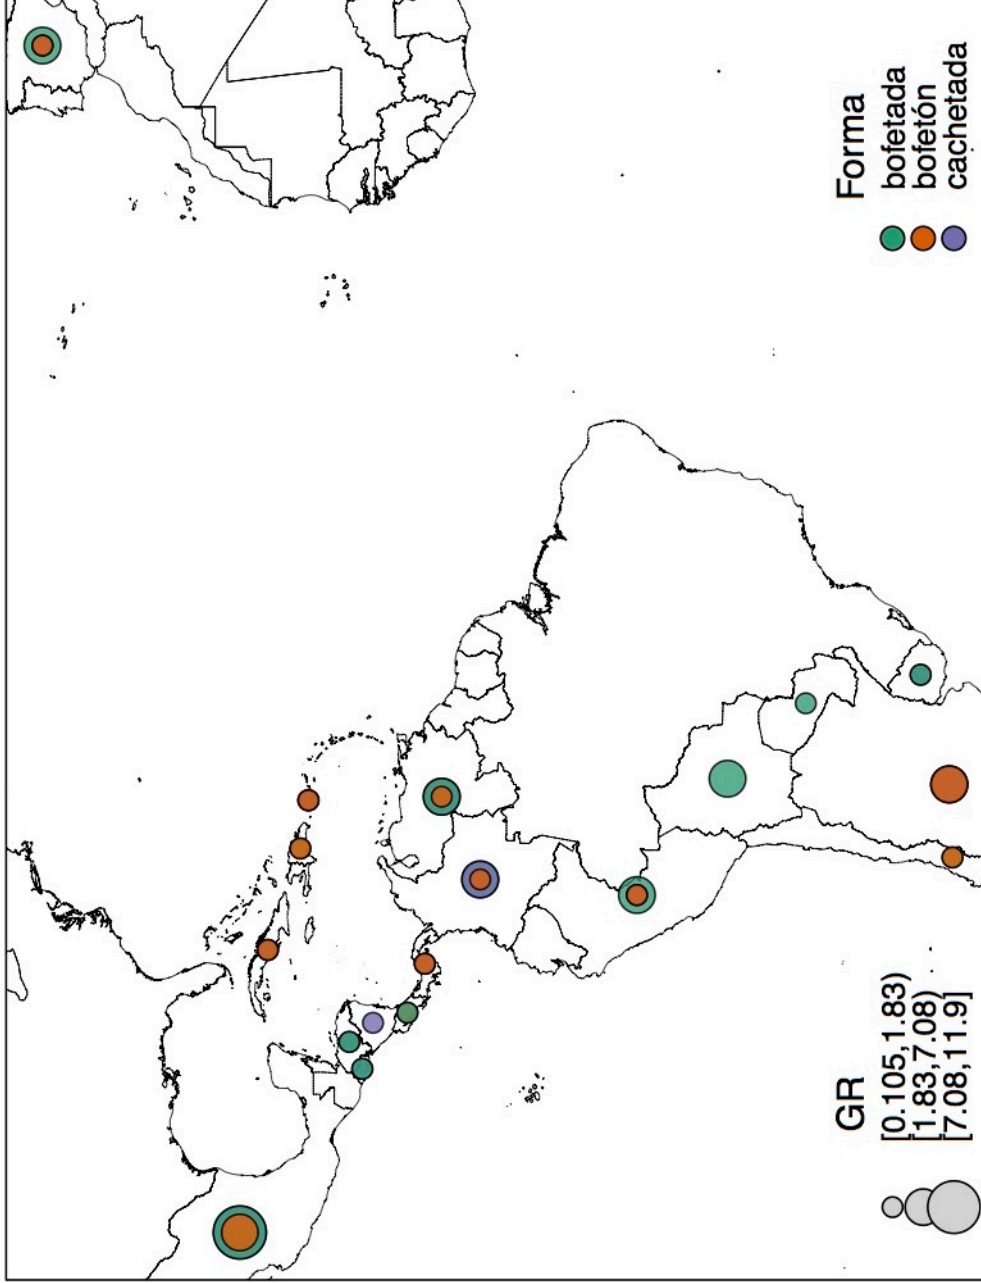 GR
[0.105,1.83)
[1.83,7.08)
[7.08,11.9]
Forma
bofetada
bofetón
cachetada